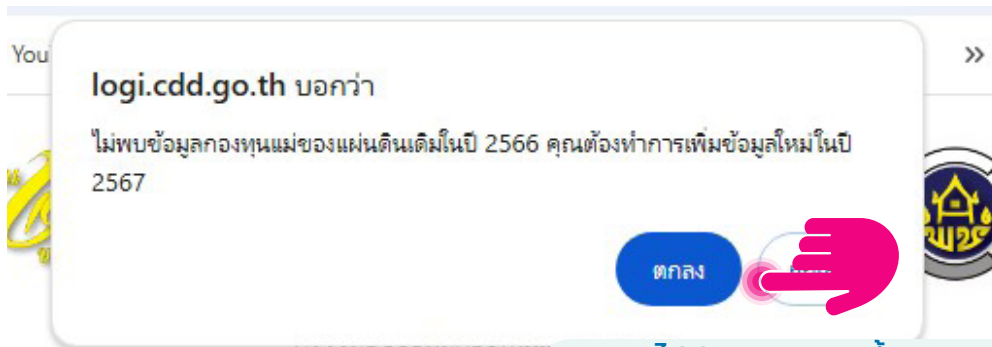 You
»
logi.cdd.go.th บอกว่า
ไม่พบข้อมูลกองทุนแม่ของแผ่นดินเดิมในปี 2566 คุณต้องทำการเพิ่มข้อมูลใหม่ในปี
2567
ตกลง
พช